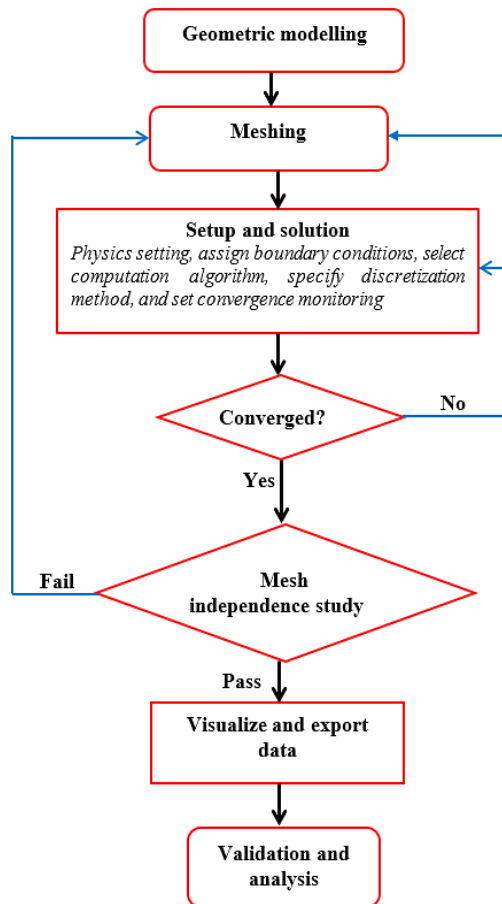 Geometric modelling
Meshing
Setup and solution
Physics setting, assign boundary conditions, select
computation algorithm, specify discretization
method, and set convergence monitoring
Converged?
No
Yes
Fail
Mesh
independence study
Pass
Visualize and export
data
Validation and
analysis